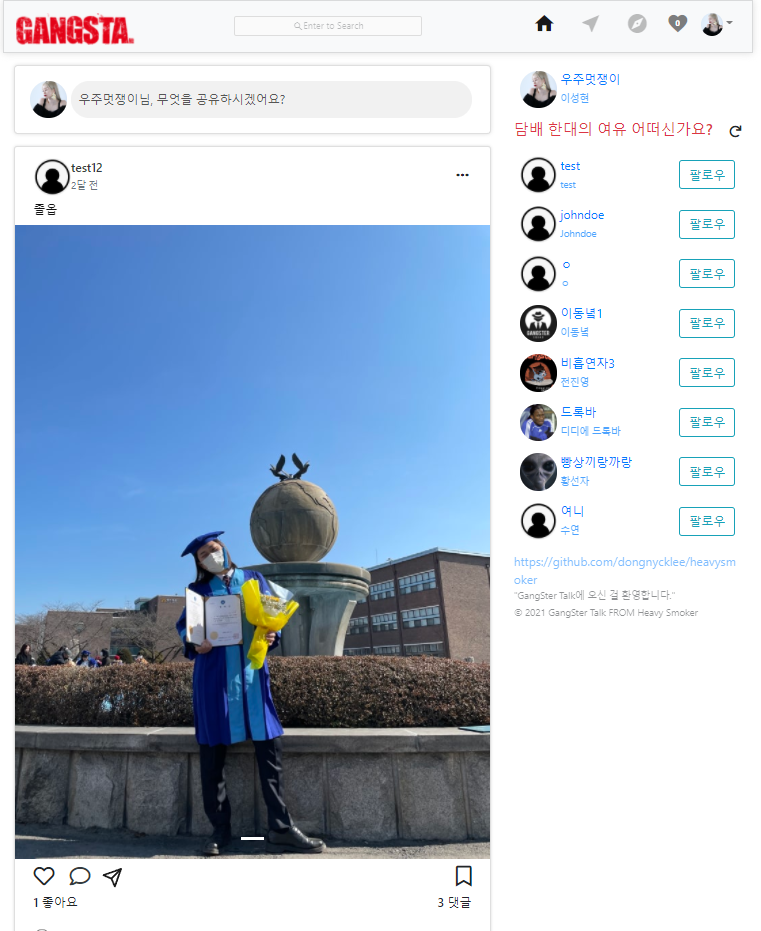 GANGSTA.
Enter to Search
0
우주멋쟁이님, 무엇을 공유하시겠어요?
test12
2달 전
졸옵
1 좋아요
3 댓글
우주멋쟁이
이성현
담배 한대의 여유 어떠신가요?
test
test
팔로우
johndoe
Johndoe
팔로우
ㅇ
ㅇ
팔로우
이동녘1
이동녘
팔로우
비흡연자3
전진영
팔로우
드록바
디디에 드록바
팔로우
빵상끼랑까랑
황선자
팔로우
여니
수연
팔로우
https://github.com/dongnycklee/heavysm
oker
"GangSter Talk에 오신 걸 환영합니다."
© 2021 GangSter Talk FROM Heavy Smoker